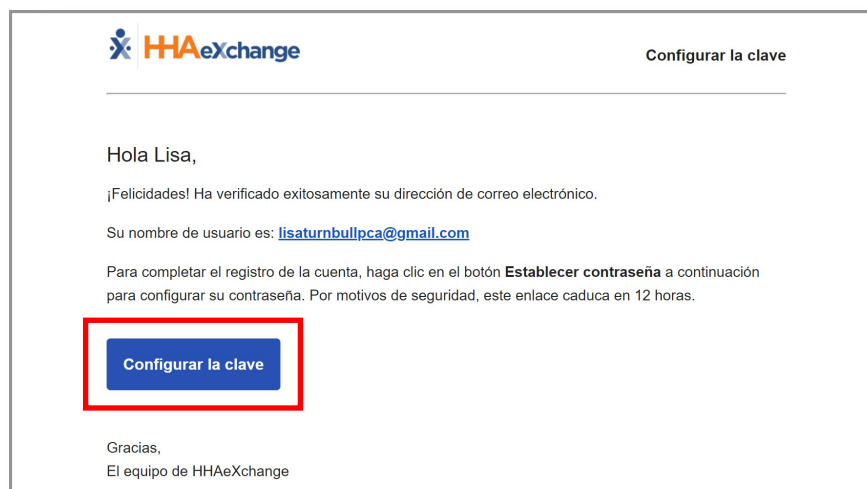 HHAeXchange
Configurar la clave
Hola Lisa,
¡Felicidades! Ha verificado exitosamente su dirección de correo electrónico.
Su nombre de usuario es: lisaturnbullpca@gmail.com
Para completar el registro de la cuenta, haga clic en el botón Establecer contraseña a continuación
para configurar su contraseña. Por motivos de seguridad, este enlace caduca en 12 horas.
Configurar la clave
Gracias,
El equipo de HHAeXchange